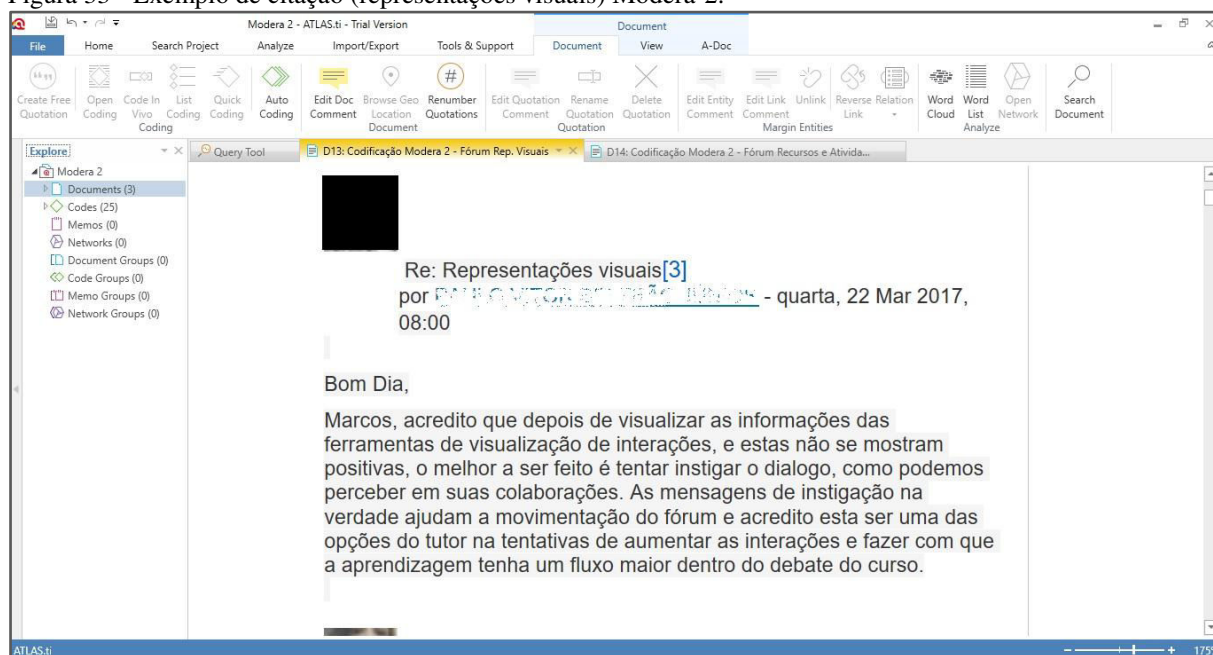 Figura 33 - Exemplo de citação (representações visuais) Modera 2.
Modera 2 - ATLAS.ti - Trial Version
Document
File Home Search Project Analyze Import/Export Tools & Support Document View A-Doc
Create Free Quotation
Open Coding
Code In Vivo
List Coding
Quick Coding
Auto Coding
Edit Doc Comment
Browse Geo Location
Renumber Quotations
Edit Quotation Comment
Rename Quotation
Delete Quotation
Edit Entity Comment
Edit Link Comment
Unlink
Reverse Link
Relation
Word Cloud
Word List
Open Network
Search Document
Coding Document Quotation Margin Entities Analyze
Explore
Query Tool
D13: Codificação Modera 2 - Fórum Rep. Visuais
D14: Codificação Modera 2 - Fórum Recursos e Ativida...
Modera 2
Documents (3)
Codes (25)
Memos (0)
Networks (0)
Document Groups (0)
Code Groups (0)
Memo Groups (0)
Network Groups (0)
Re: Representações visuais[3]
por - quarta, 22 Mar 2017,
08:00
Bom Dia,
Marcos, acredito que depois de visualizar as informações das
ferramentas de visualização de interações, e estas não se mostram
positivas, o melhor a ser feito é tentar instigar o dialogo, como podemos
perceber em suas colaborações. As mensagens de instigação na
verdade ajudam a movimentação do fórum e acredito esta ser uma das
opções do tutor na tentativas de aumentar as interações e fazer com que
a aprendizagem tenha um fluxo maior dentro do debate do curso.
ATLAS.ti
175%